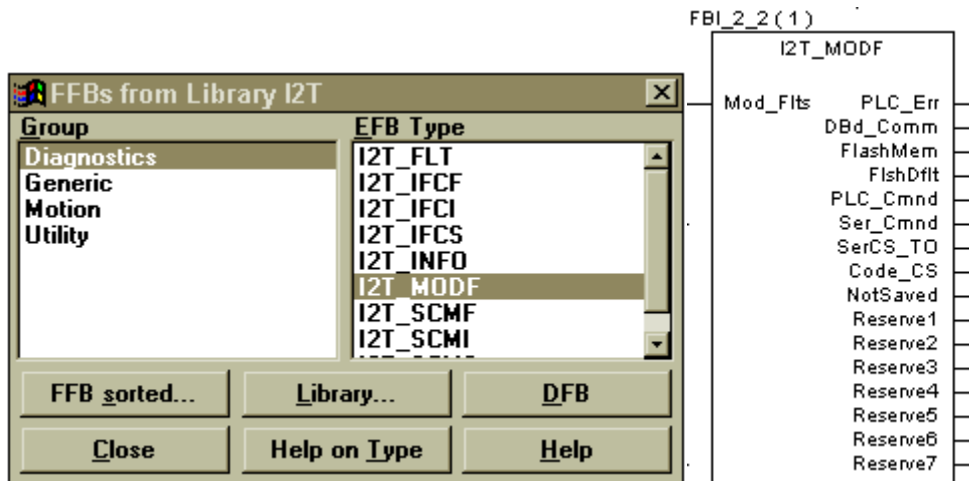 FFBs from Library I2T
Group
Diagnostics
Generic
Motion
Utility
EFB Type
I2T_FLT
I2T_IFCF
I2T_IFCI
I2T_IFCS
I2T_INFO
I2T_MODF
I2T_SCMF
I2T_SCMI
FFB sorted...
Library...
DFB
Close
Help on Type
Help
FBI_2_2(1)
I2T_MODF
Mod_Flts PLC_Err
DBd_Comm
FlashMem
FlshDflt
PLC_Cmnd
Ser_Cmnd
SerCS_TO
Code_CS
NotSaved
Reserve1
Reserve2
Reserve3
Reserve4
Reserve5
Reserve6
Reserve7